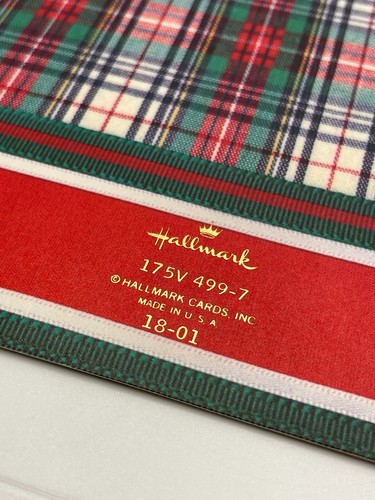 Hallmark
175V 499-7
© HALLMARK CARDS, INC.
MADE IN U.S.A.
18-01